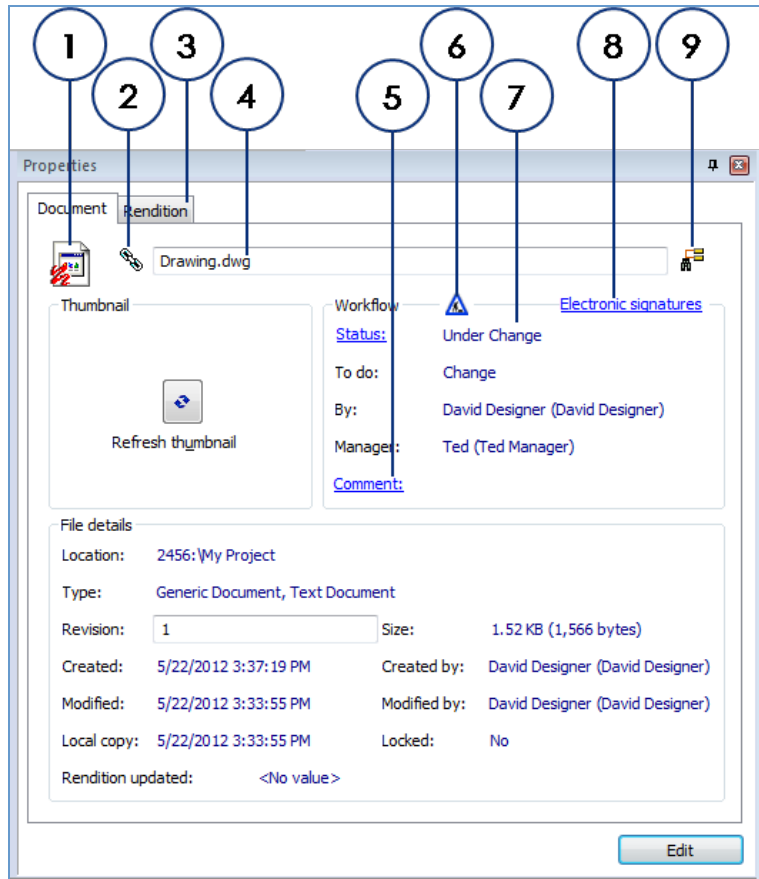 1 3 6 8 9
2 4 5 7
Properties
Document Rendition
Drawing.dwg
Thumbnail
Refresh thumbnail
Workflow Electronic signatures
Status: Under Change
To do: Change
By: David Designer (David Designer)
Manager: Ted (Ted Manager)
Comment:
File details
Location: 2456:\My Project
Type: Generic Document, Text Document
Revision: 1 Size: 1.52 KB (1,566 bytes)
Created: 5/22/2012 3:37:19 PM Created by: David Designer (David Designer)
Modified: 5/22/2012 3:33:55 PM Modified by: David Designer (David Designer)
Local copy: 5/22/2012 3:33:55 PM Locked: No
Rendition updated: <No value>
Edit